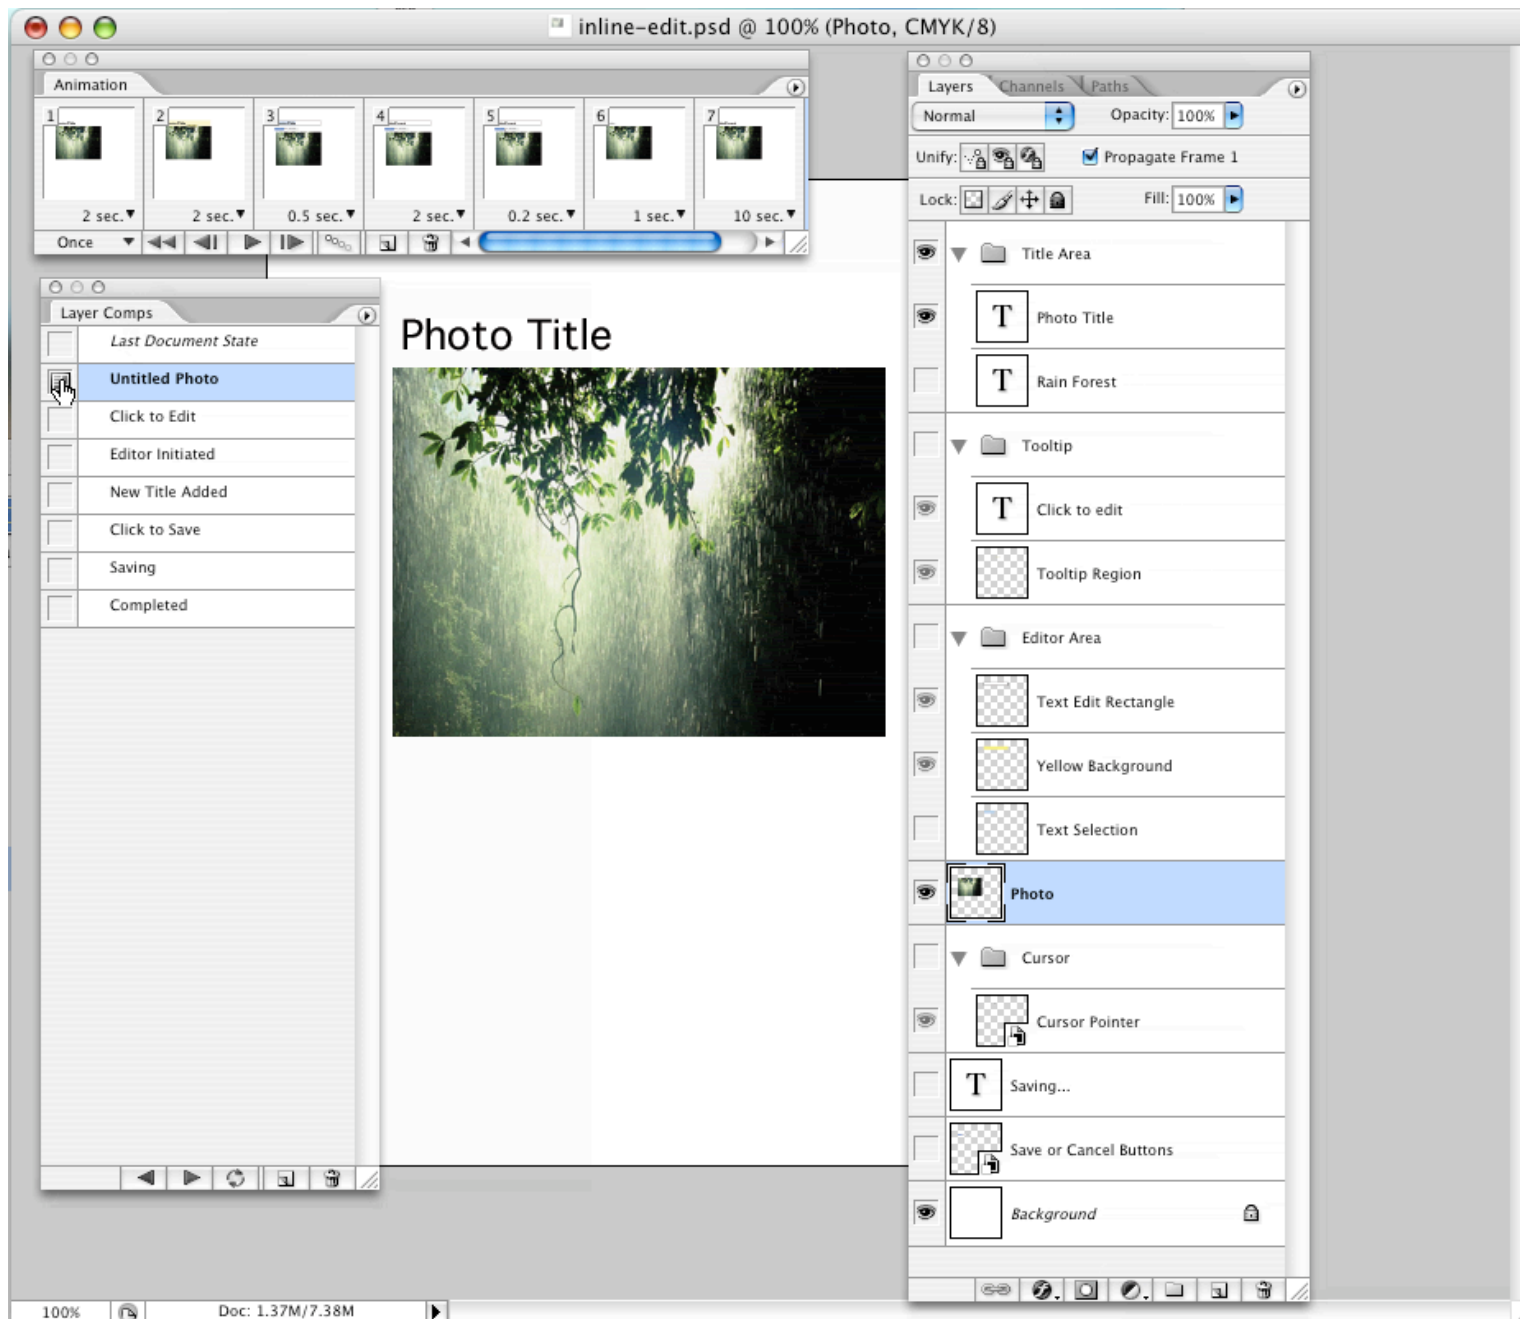 inline-edit.psd @ 100% (Photo, CMYK/8)
Animation
1 2 3 4 5 6 7
2 sec. 2 sec. 0.5 sec. 2 sec. 0.2 sec. 1 sec. 10 sec.
Once
Layer Comps
Last Document State
Untitled Photo
Click to Edit
Editor Initiated
New Title Added
Click to Save
Saving
Completed
Photo Title
Layers Channels Paths
Normal Opacity: 100%
Unify: Propagate Frame 1
Lock: Fill: 100%
Title Area
T Photo Title
T Rain Forest
Tooltip
T Click to edit
Tooltip Region
Editor Area
Text Edit Rectangle
Yellow Background
Text Selection
Photo
Cursor
Cursor Pointer
T Saving...
Save or Cancel Buttons
Background
100% Doc: 1.37M/7.38M